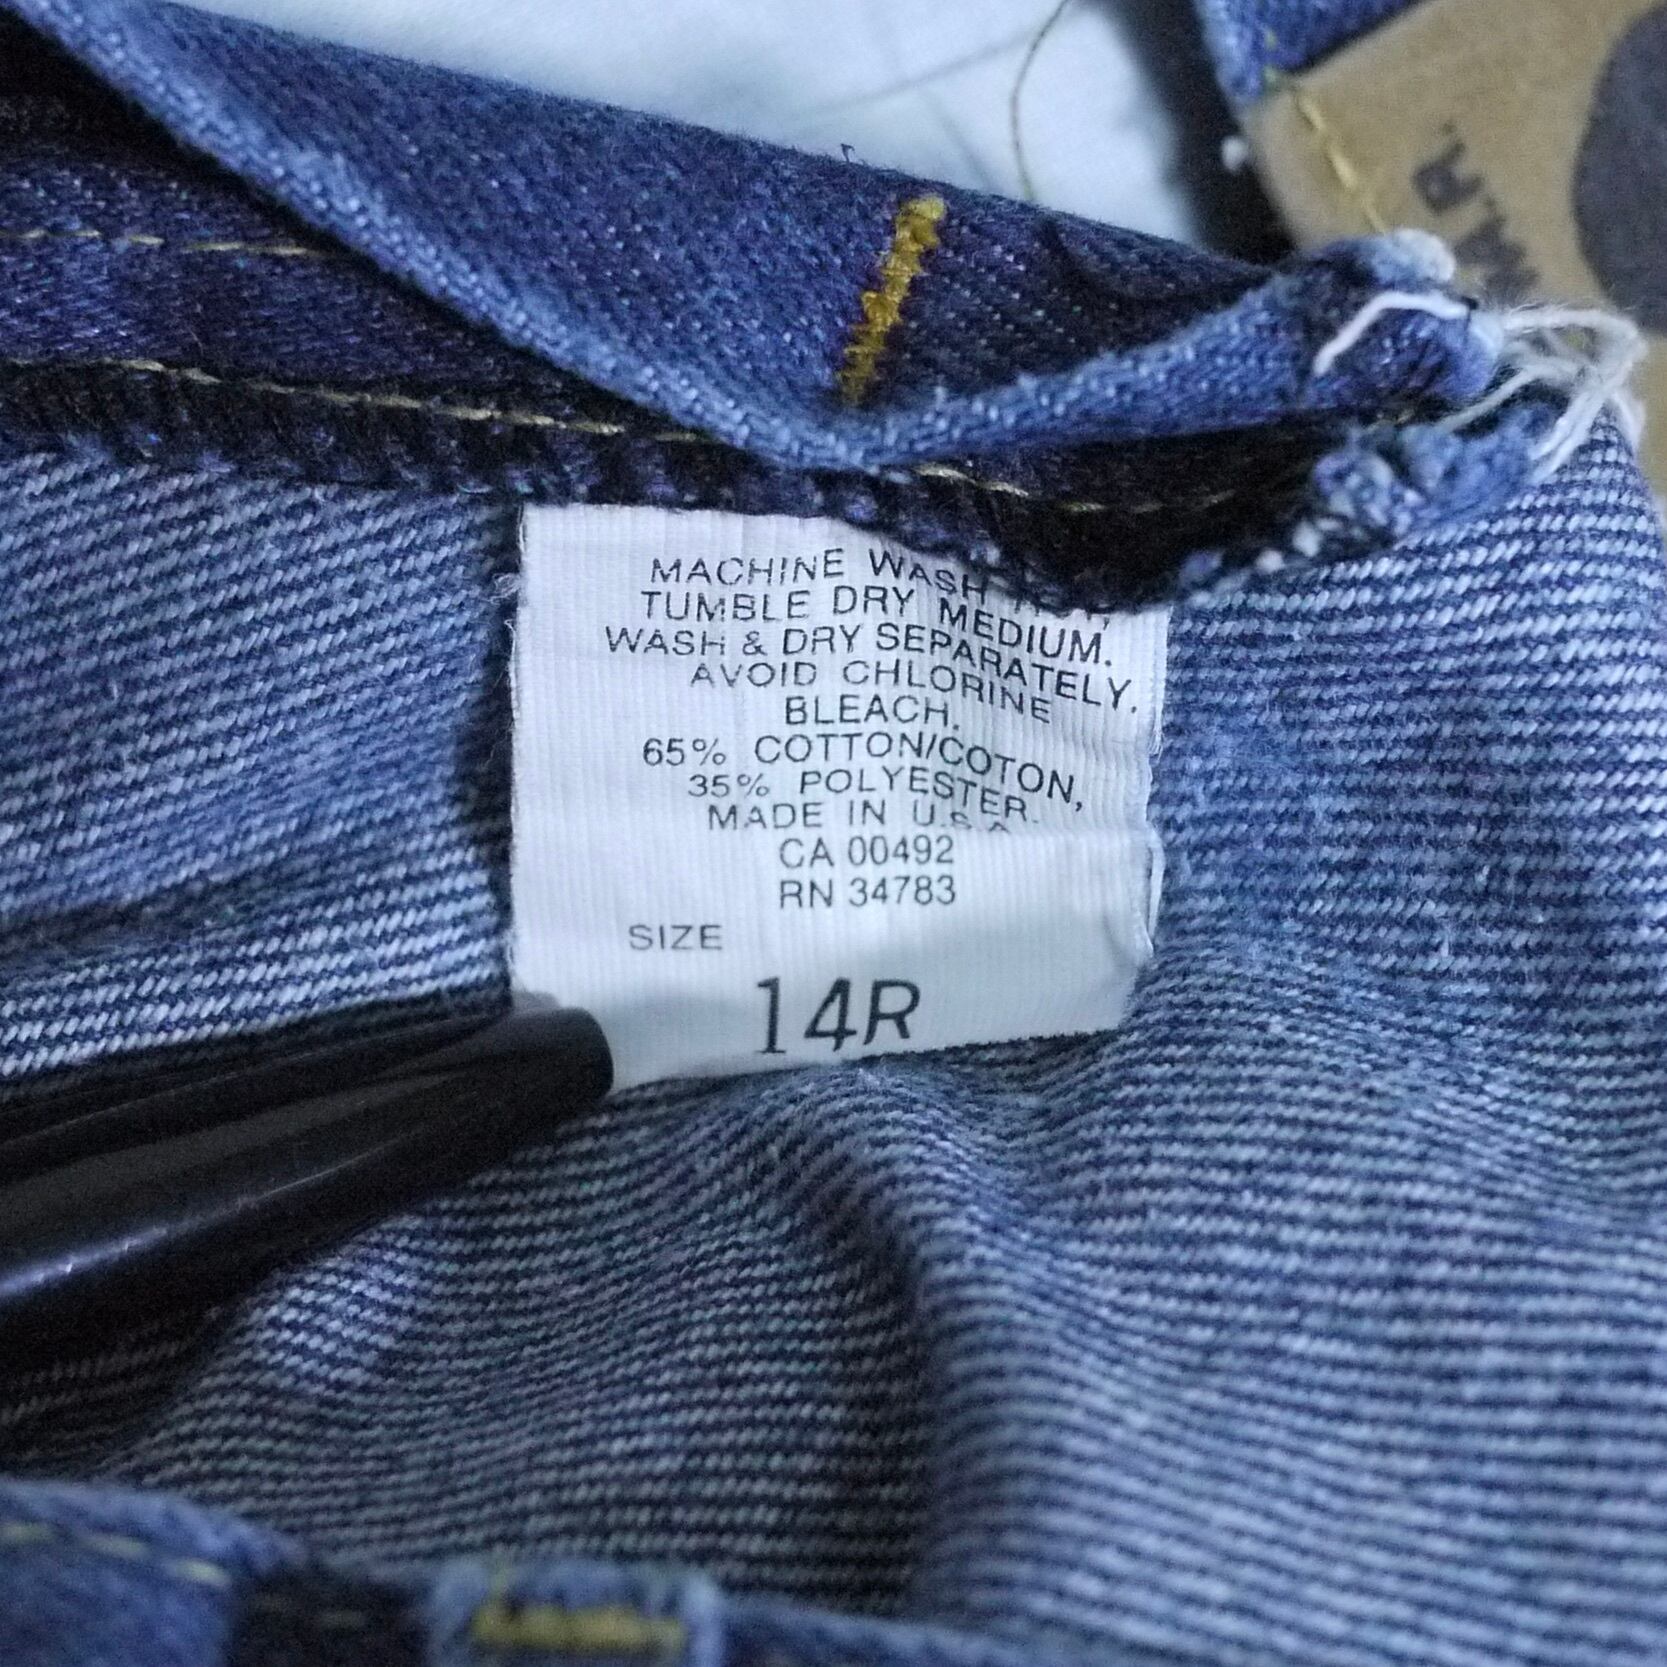 MACHINE WASH
TUMBLE DRY MEDIUM.
WASH & DRY SEPARATELY.
AVOID CHLORINE
BLEACH.
65% COTTON/COTON,
35% POLYESTER.
MADE IN U.S.A
CA 00492
RN 34783
SIZE
14R